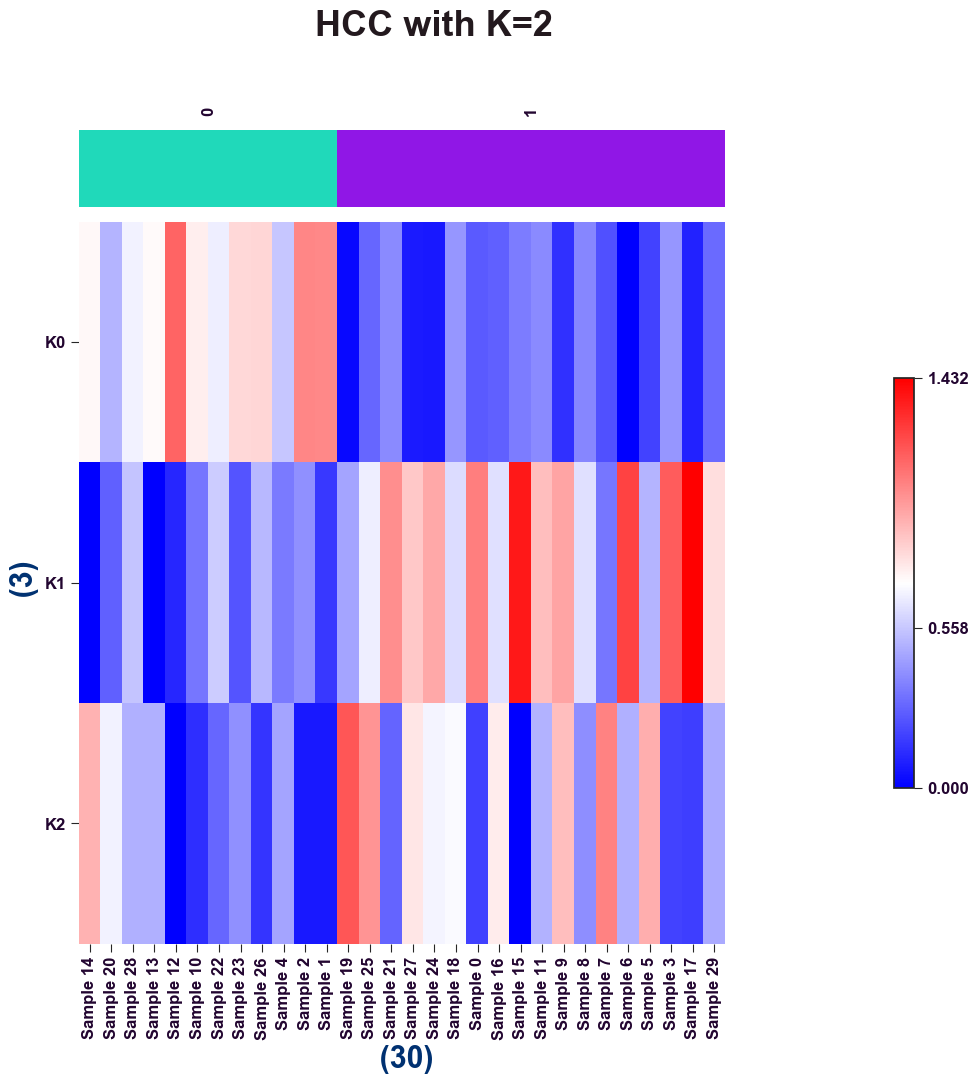 HCC with K=2
0
1
K0
K1
K2
(3)
1.432
0.558
0.000
Sample 14
Sample 20
Sample 28
Sample 13
Sample 12
Sample 10
Sample 22
Sample 23
Sample 26
Sample 4
Sample 2
Sample 1
Sample 19
Sample 25
Sample 21
Sample 27
Sample 24
Sample 18
Sample 0
Sample 16
Sample 15
Sample 11
Sample 9
Sample 8
Sample 7
Sample 6
Sample 5
Sample 3
Sample 17
Sample 29
(30)